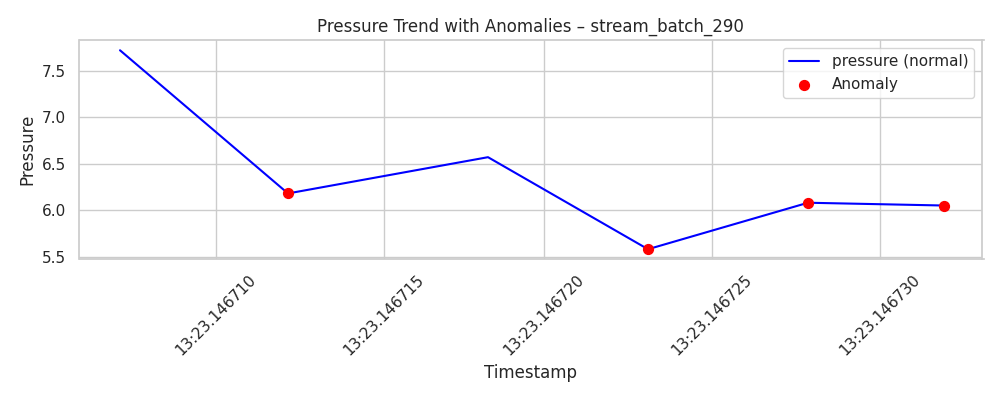 Pressure Trend with Anomalies – stream_batch_290
pressure (normal)
Anomaly
Pressure
7.5
7.0
6.5
6.0
5.5
13:23.146710
13:23.146715
13:23.146720
13:23.146725
13:23.146730
Timestamp